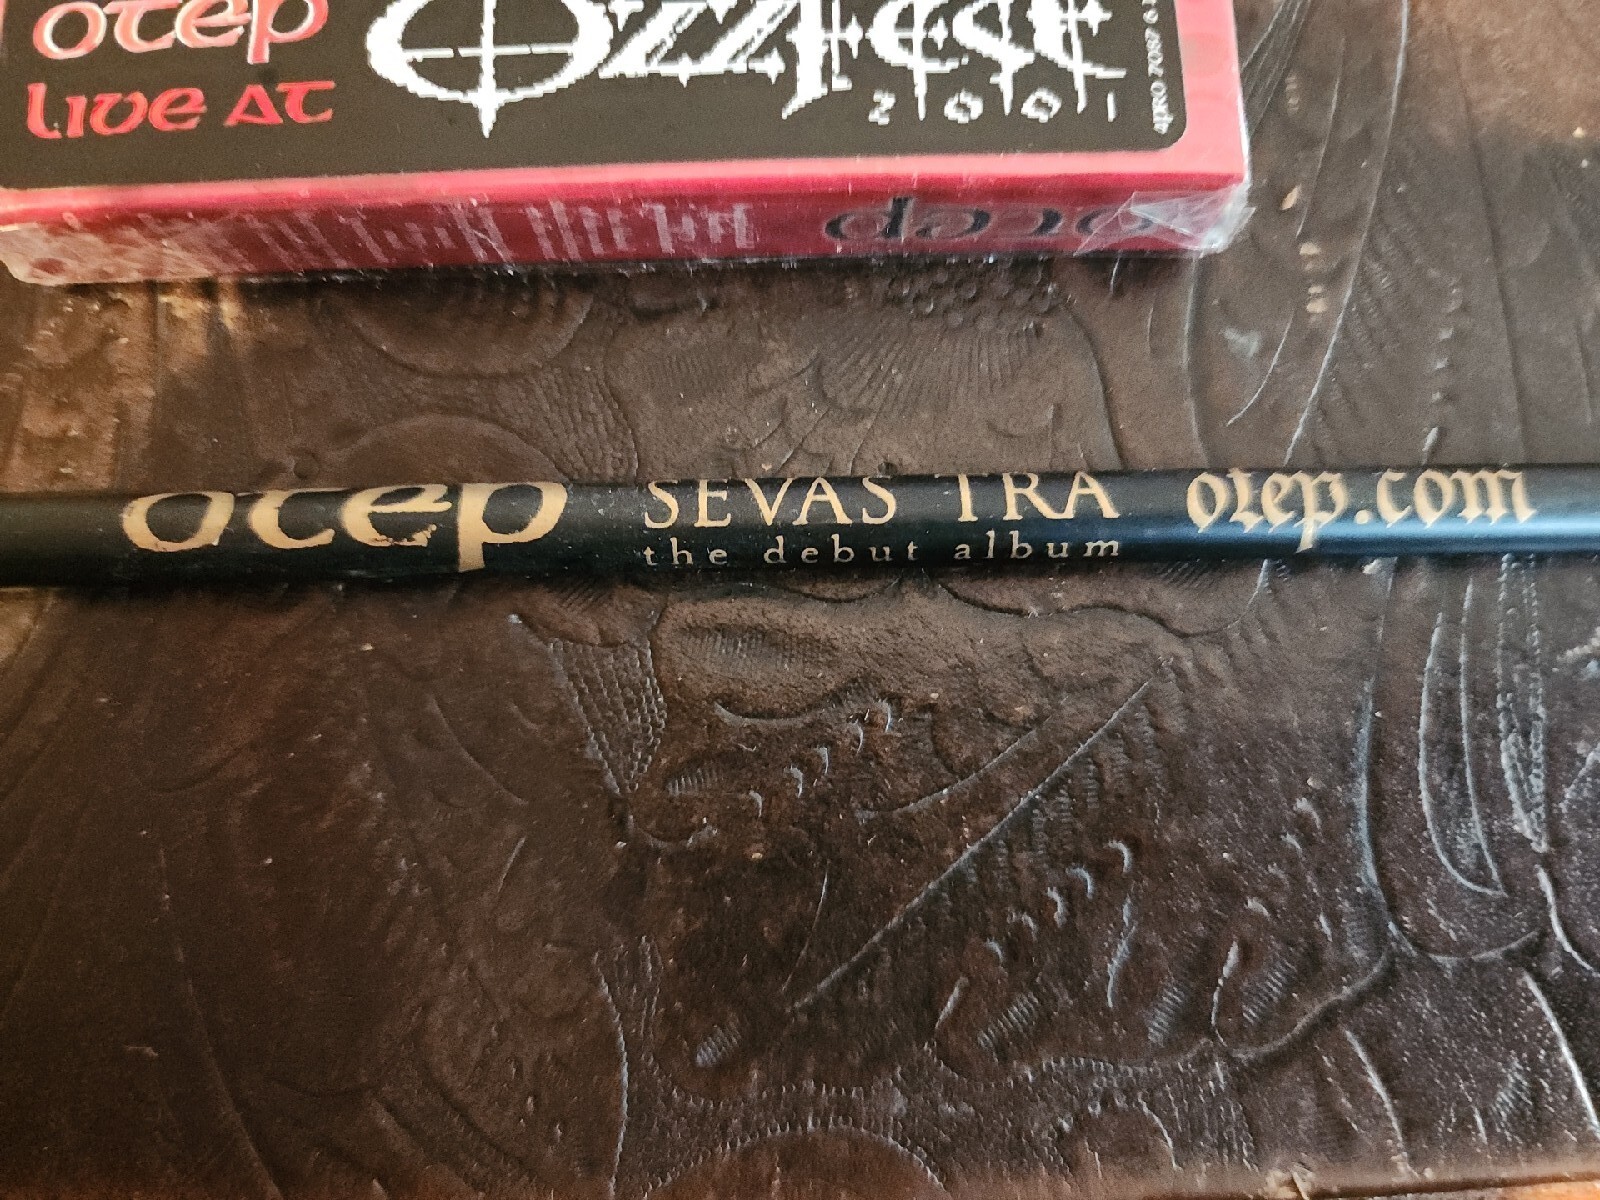 otep
Live At
Ozzfest
2001
otep
otep SEVAS TRA otep.com
the debut album